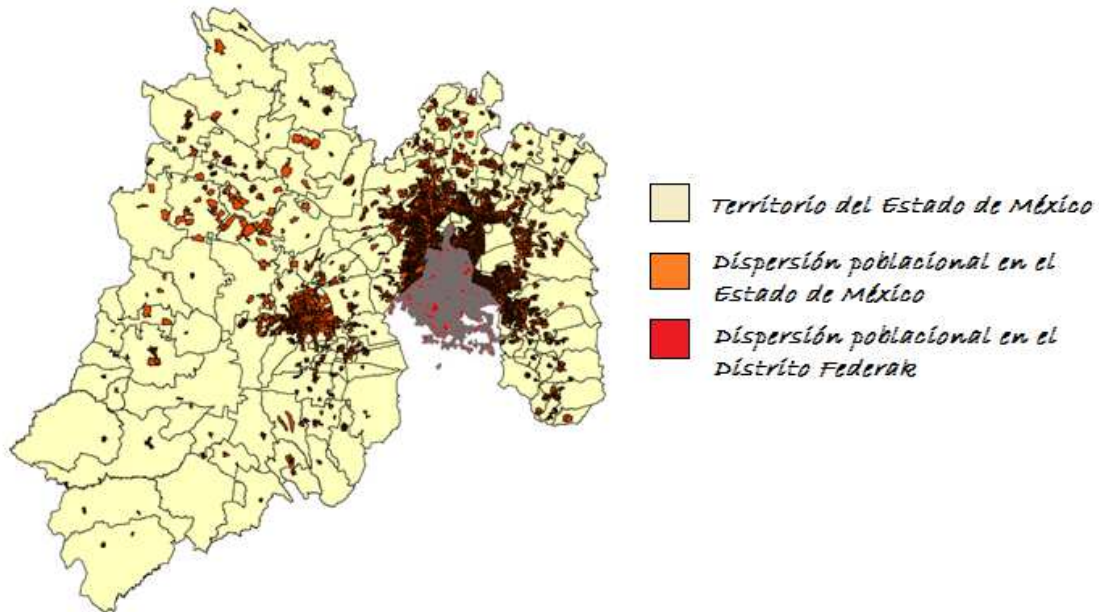 Territorio del Estado de México
Dispersión poblacional en el
Estado de México
Dispersión poblacional en el
Distrito Federak